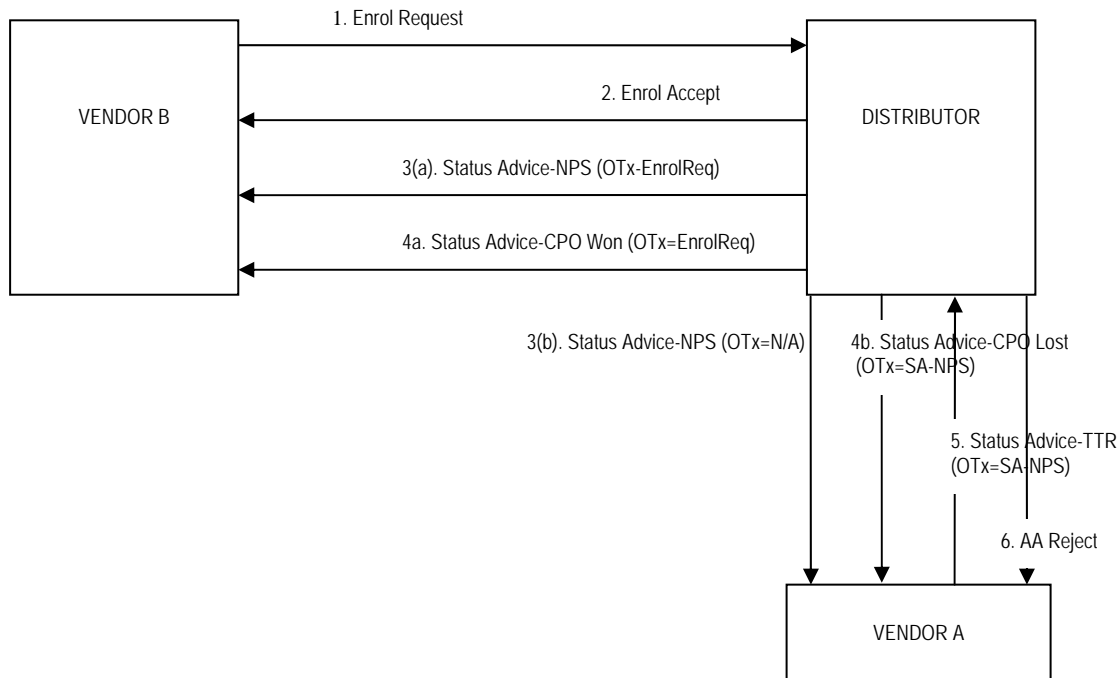 1. Enrol Request
VENDOR B
2. Enrol Accept
DISTRIBUTOR
3(a). Status Advice-NPS (OTx-EnrolReq)
4a. Status Advice-CPO Won (OTx=EnrolReq)
3(b). Status Advice-NPS (OTx=N/A)
4b. Status Advice-CPO Lost
(OTx=SA-NPS)
5. Status Advice-TTR
(OTx=SA-NPS)
6. AA Reject
VENDOR A